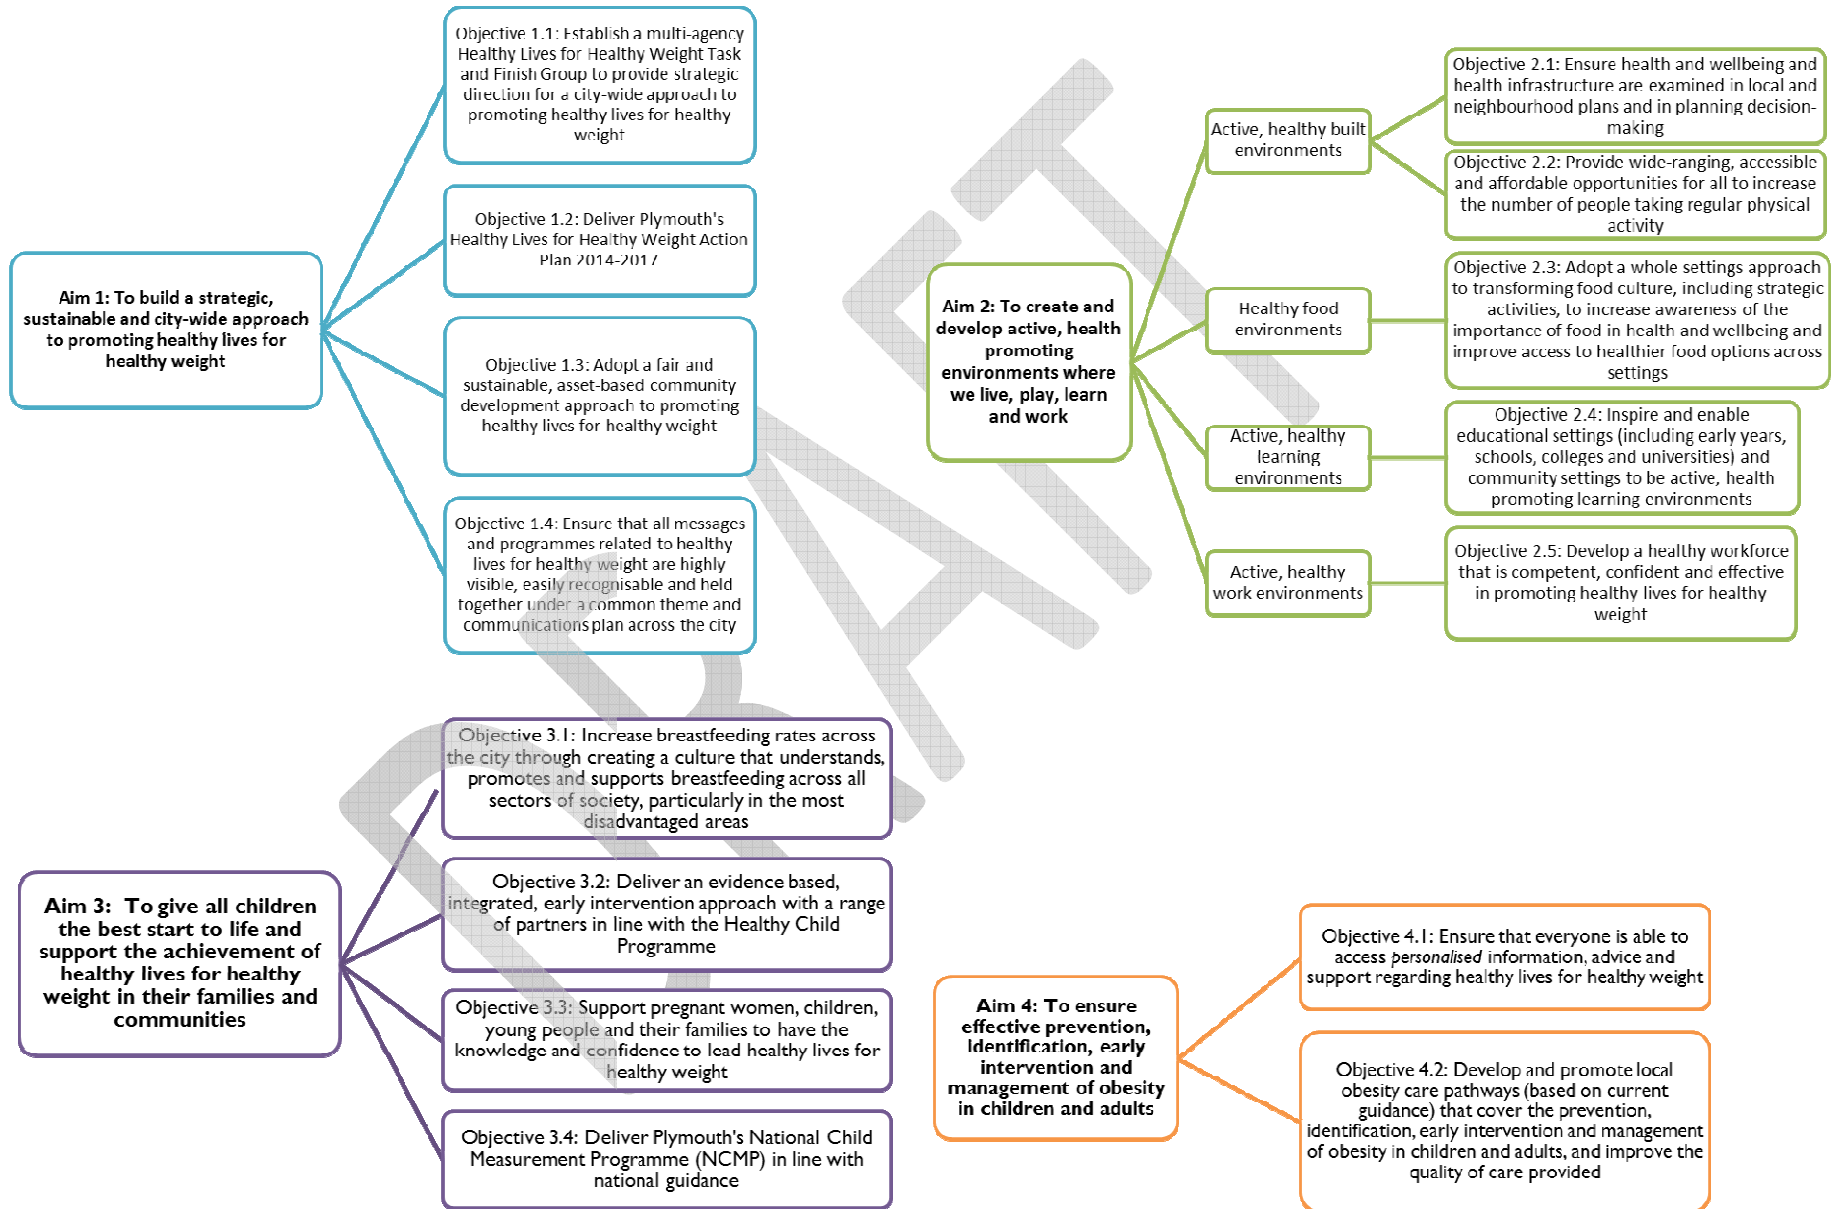 Aim 1: To build a strategic,
sustainable and city-wide approach
to promoting healthy lives for
healthy weight
Objective 1.1: Establish a multi-agency
Healthy Lives for Healthy Weight Task
and Finish Group to provide strategic
direction for a city-wide approach to
promoting healthy lives for healthy
weight
Objective 1.2: Deliver Plymouth's
Healthy Lives for Healthy Weight Action
Plan 2014-2017
Objective 1.3: Adopt a fair and
sustainable, asset-based community
development approach to promoting
healthy lives for healthy weight
Objective 1.4: Ensure that all messages
and programmes related to healthy
lives for healthy weight are highly
visible, easily recognisable and held
together under a common theme and
communications plan across the city
Aim 2: To create and
develop active, health
promoting
environments where
we live, play, learn
and work
Active, healthy built
environments
Objective 2.1: Ensure health and wellbeing and
health infrastructure are examined in local and
neighbourhood plans and in planning decision-
making
Objective 2.2: Provide wide-ranging, accessible
and affordable opportunities for all to increase
the number of people taking regular physical
activity
Healthy food
environments
Objective 2.3: Adopt a whole settings approach
to transforming food culture, including strategic
activities, to increase awareness of the
importance of food in health and wellbeing and
improve access to healthier food options across
settings
Active, healthy
learning
environments
Objective 2.4: Inspire and enable
educational settings (including early years,
schools, colleges and universities) and
community settings to be active, health
promoting learning environments
Active, healthy
work environments
Objective 2.5: Develop a healthy workforce
that is competent, confident and effective
in promoting healthy lives for healthy
weight
Aim 3: To give all children
the best start to life and
support the achievement of
healthy lives for healthy
weight in their families and
communities
Objective 3.1: Increase breastfeeding rates across
the city through creating a culture that understands,
promotes and supports breastfeeding across all
sectors of society, particularly in the most
disadvantaged areas
Objective 3.2: Deliver an evidence based,
integrated, early intervention approach with a range
of partners in line with the Healthy Child
Programme
Objective 3.3: Support pregnant women, children,
young people and their families to have the
knowledge and confidence to lead healthy lives for
healthy weight
Objective 3.4: Deliver Plymouth's National Child
Measurement Programme (NCMP) in line with
national guidance
Aim 4: To ensure
effective prevention,
identification, early
intervention and
management of obesity
in children and adults
Objective 4.1: Ensure that everyone is able to
access personalised information, advice and
support regarding healthy lives for healthy weight
Objective 4.2: Develop and promote local
obesity care pathways (based on current
guidance) that cover the prevention,
identification, early intervention and management
of obesity in children and adults, and improve the
quality of care provided
DRAFT